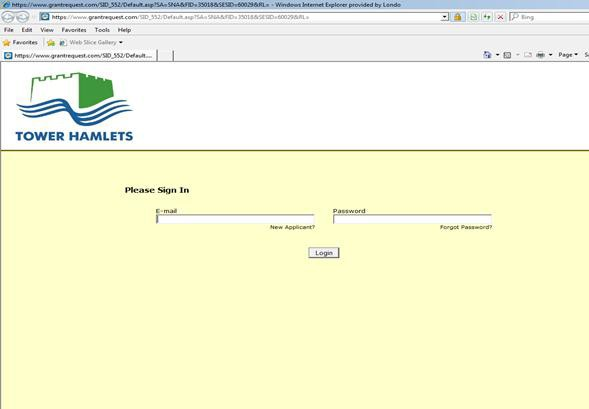 https://www.grantrequest.com/SID_552/Default.asp?SA=SNA&FID=35018&SESID=60029&RL= - Windows Internet Explorer provided by Londo
https://www.grantrequest.com/SID_552/Default.asp?SA=SNA&FID=35018&SESID=60029&RL= Bing
File Edit View Favorites Tools Help
Favorites Web Slice Gallery
https://www.grantrequest.com/SID_552/Default.... Page S
TOWER HAMLETS
Please Sign In
E-mail Password
New Applicant? Forgot Password?
Login